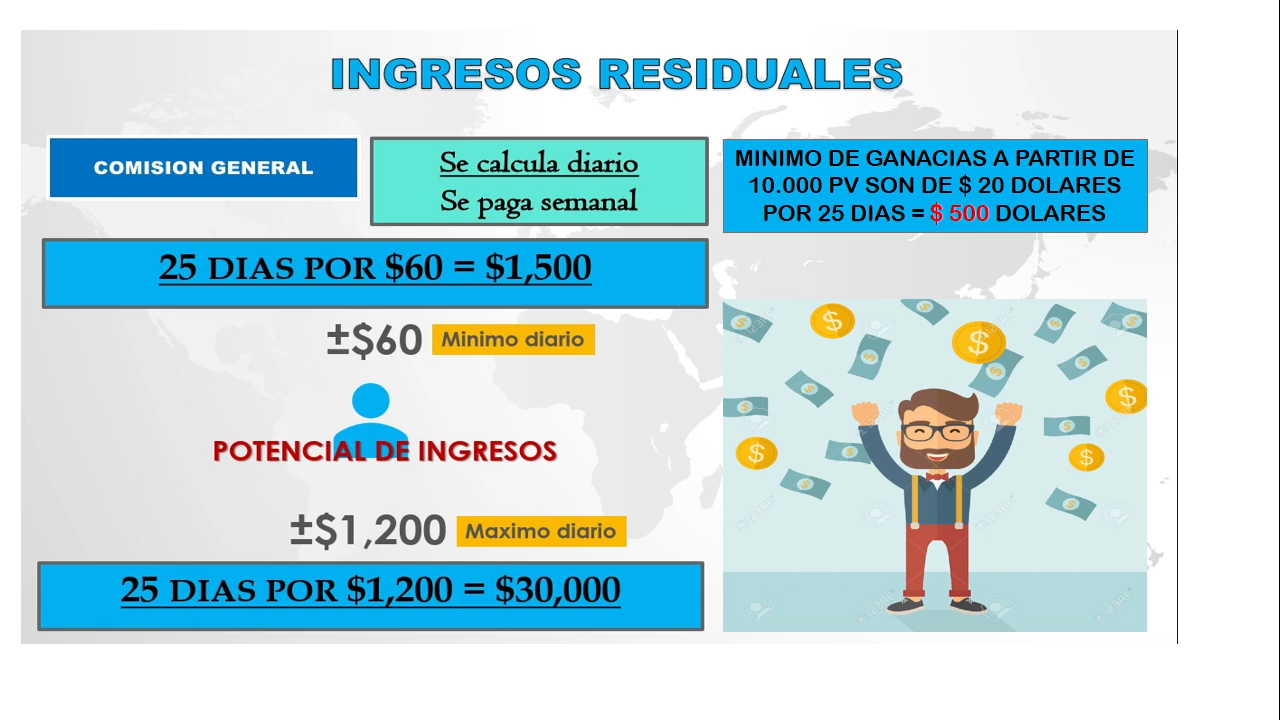 INGRESOS RESIDUALES
COMISION GENERAL
Se calcula diario
Se paga semanal
MINIMO DE GANACIAS A PARTIR DE
10.000 PV SON DE $ 20 DOLARES
POR 25 DIAS = $ 500 DOLARES
25 DIAS POR $60 = $1,500
±$60 Minimo diario
POTENCIAL DE INGRESOS
±$1,200 Maximo diario
25 DIAS POR $1,200 = $30,000